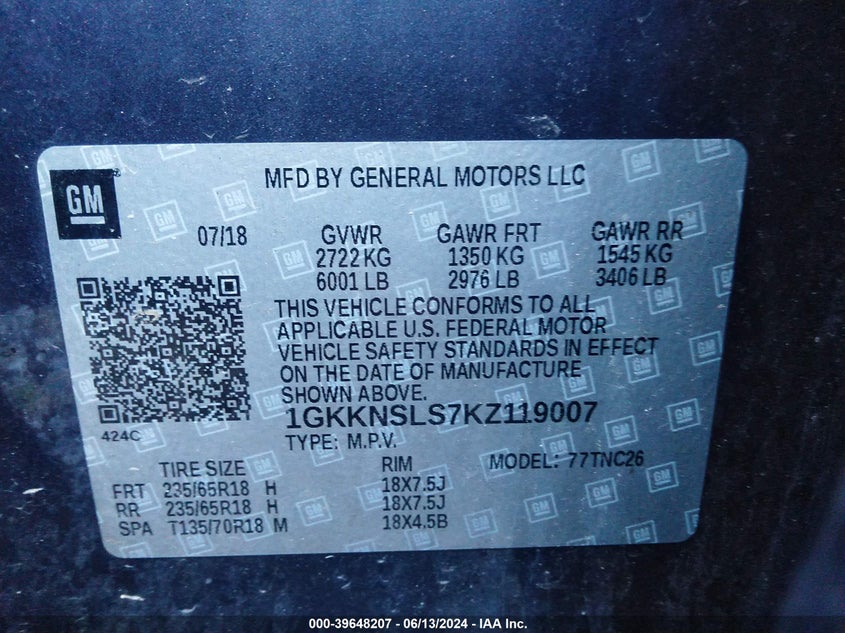 GM
MFD BY GENERAL MOTORS LLC
07/18 GVWR GAWR FRT GAWR RR
2722 KG 1350 KG 1545 KG
6001 LB 2976 LB 3406 LB
THIS VEHICLE CONFORMS TO ALL
APPLICABLE U.S. FEDERAL MOTOR
VEHICLE SAFETY STANDARDS IN EFFECT
ON THE DATE OF MANUFACTURE
SHOWN ABOVE.
424C 1GKKNSLS7KZ119007
TYPE: M.P.V.
TIRE SIZE RIM MODEL: 77TNC26
FRT 235/65R18 H 18X7.5J
RR 235/65R18 H 18X7.5J
SPA T135/70R18 M 18X4.5B
000-39648207 - 06/13/2024 - IAA Inc.